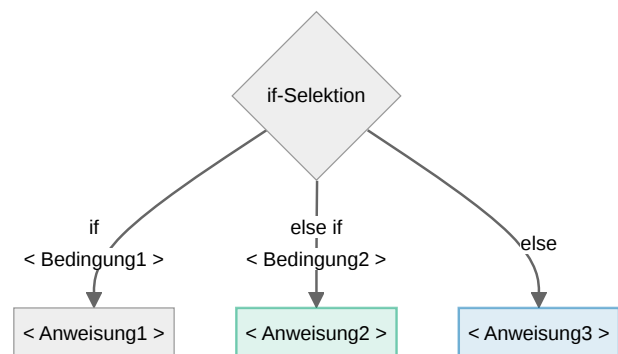 if-Selektion
if
< Bedingung1 >
else if
< Bedingung2 >
else
< Anweisung1 >
< Anweisung2 >
< Anweisung3 >